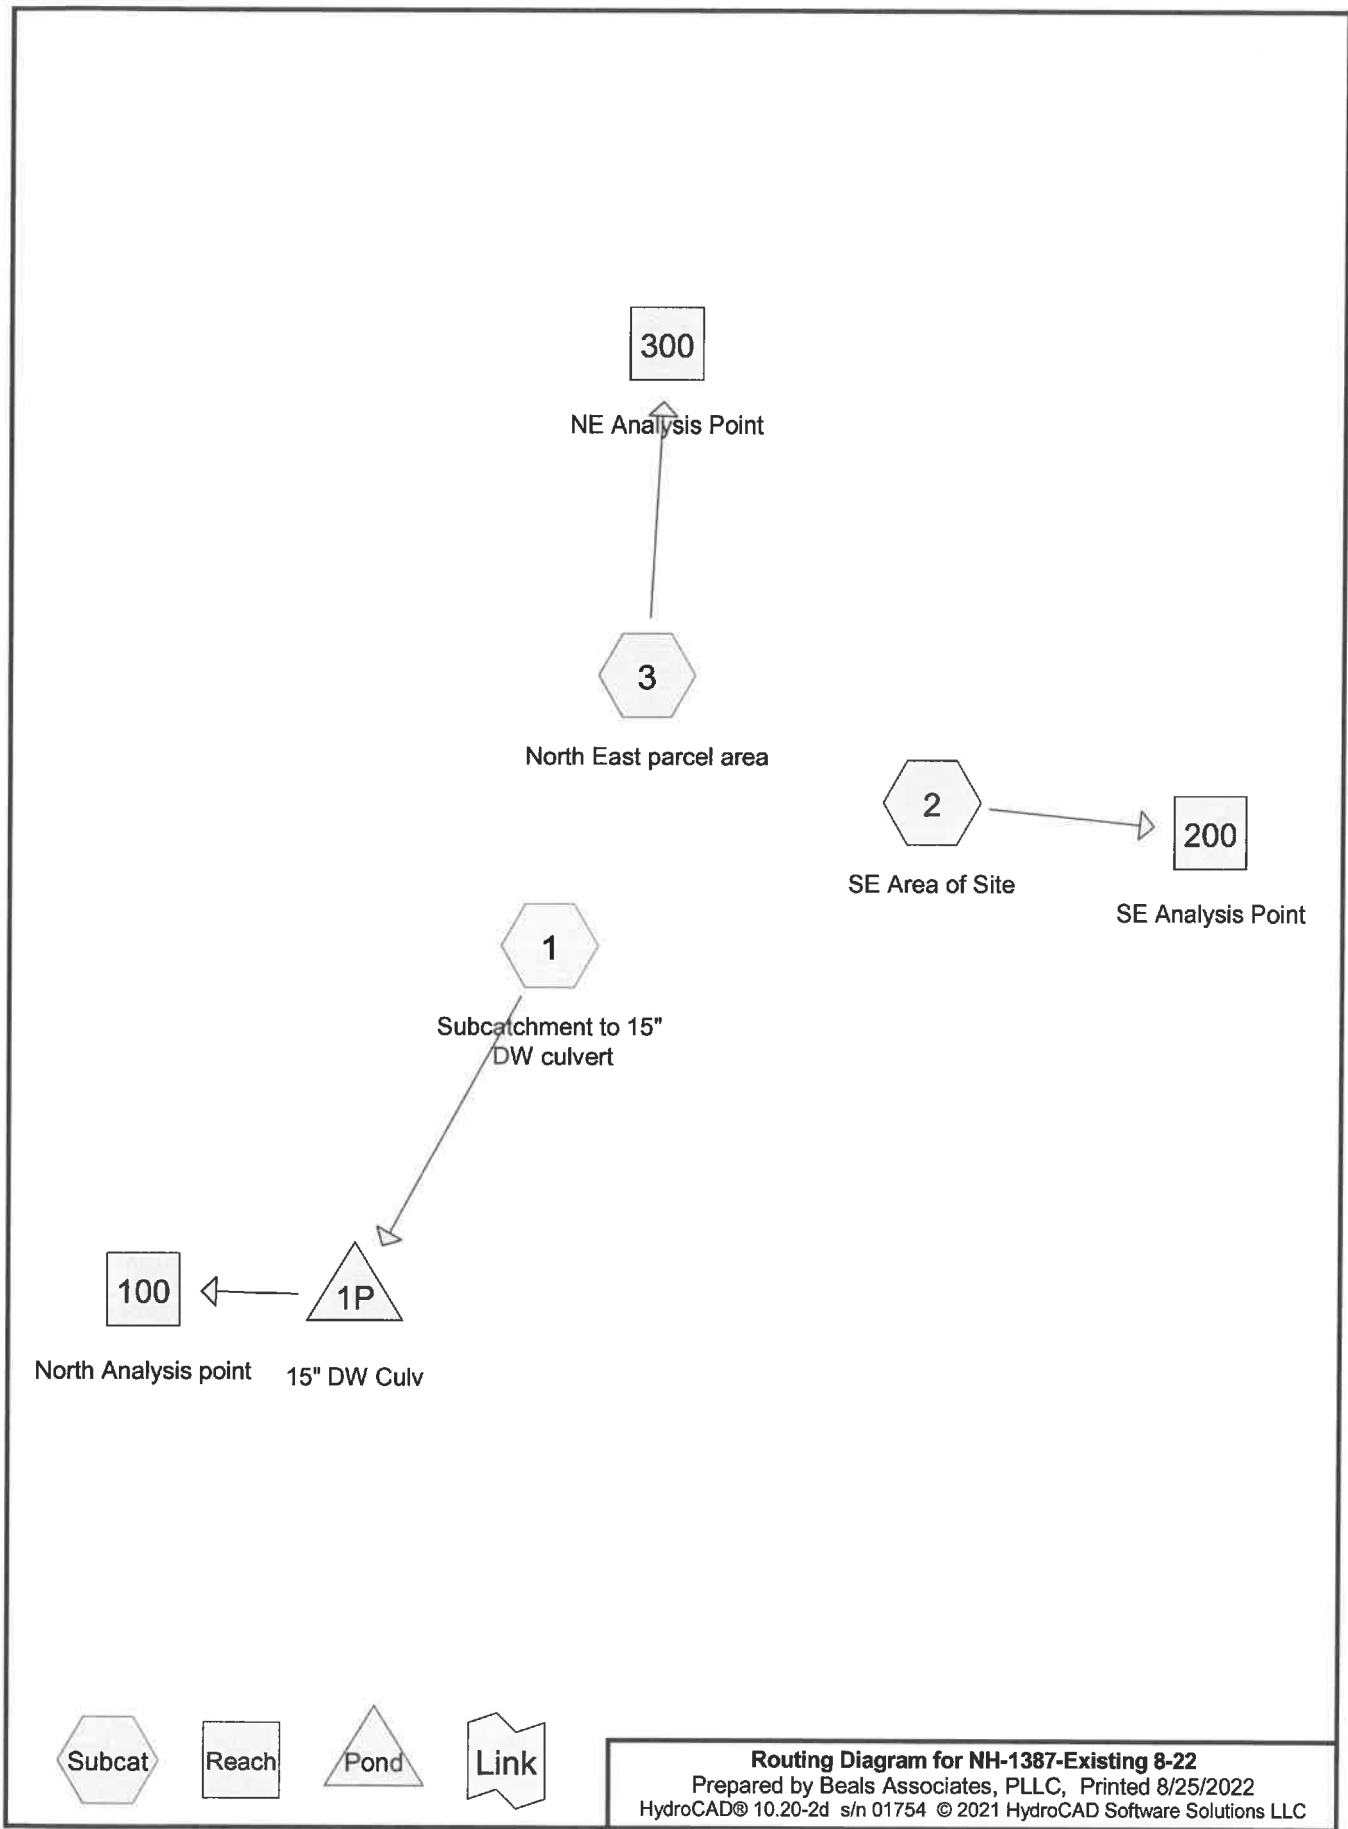 300
NE Analysis Point
3
North East parcel area
2
SE Area of Site
200
SE Analysis Point
1
Subcatchment to 15"
DW culvert
100
North Analysis point
1P
15" DW Culv
Subcat
Reach
Pond
Link
Routing Diagram for NH-1387-Existing 8-22
Prepared by Beals Associates, PLLC, Printed 8/25/2022
HydroCAD® 10.20-2d s/n 01754 © 2021 HydroCAD Software Solutions LLC